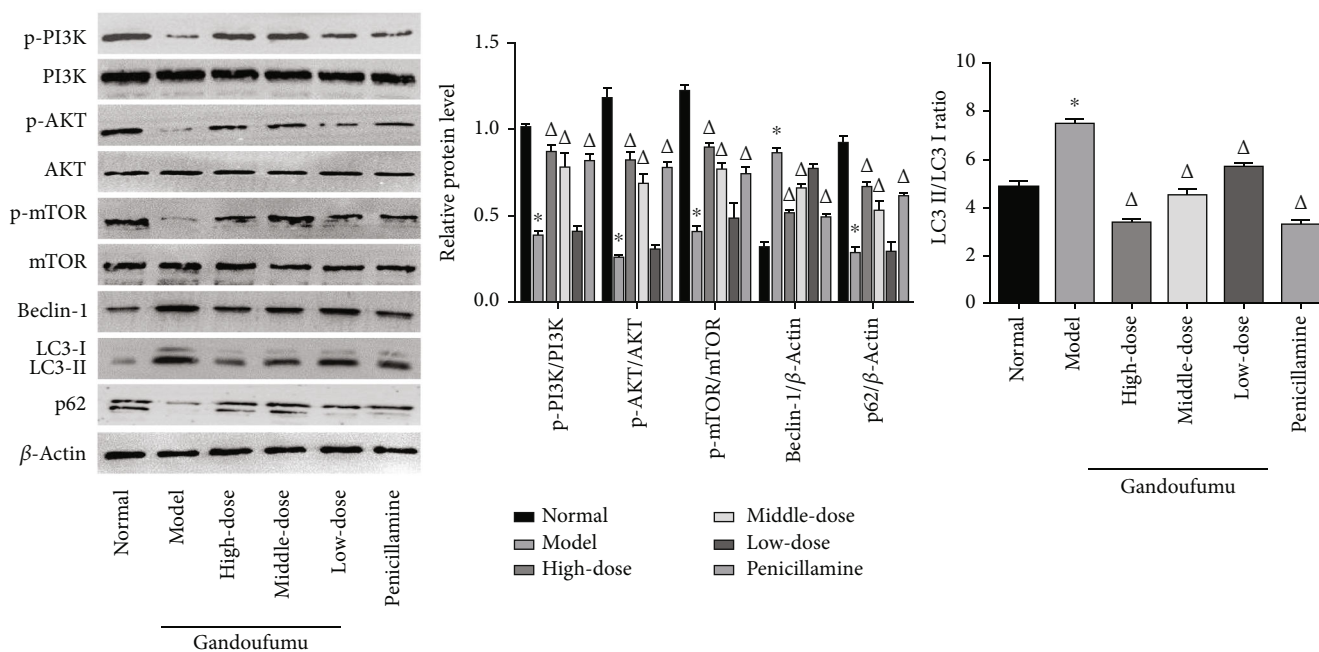 p-PI3K
PI3K
p-AKT
AKT
p-mTOR
mTOR
Beclin-1
LC3-I
LC3-II
p62
β-Actin
Normal
Model
High-dose
Middle-dose
Low-dose
Penicillamine
Gandoufumu
Relative protein level
1.5
1.0
0.5
0.0
* Δ Δ Δ
* Δ Δ Δ
* Δ Δ Δ
* Δ Δ Δ
* Δ Δ Δ
p-PI3K/PI3K
p-AKT/AKT
p-mTOR/mTOR
Beclin-1/β-Actin
p62/β-Actin
Normal
Model
High-dose
Middle-dose
Low-dose
Penicillamine
LC3 II/LC3 I ratio
10
8
6
4
2
0
* Δ Δ Δ Δ
Normal
Model
High-dose
Middle-dose
Low-dose
Penicillamine
Gandoufumu